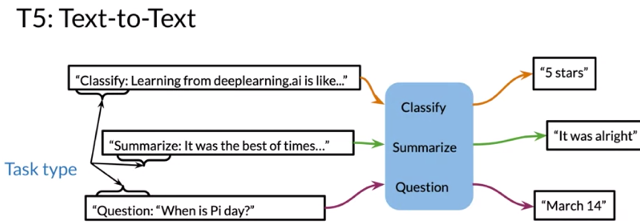 T5: Text-to-Text
“Classify: Learning from deeplearning.ai is like...”
“5 stars”
Classify
“Summarize: It was the best of times...”
Summarize
“It was alright”
Task type
Question
“Question: “When is Pi day?”
“March 14”